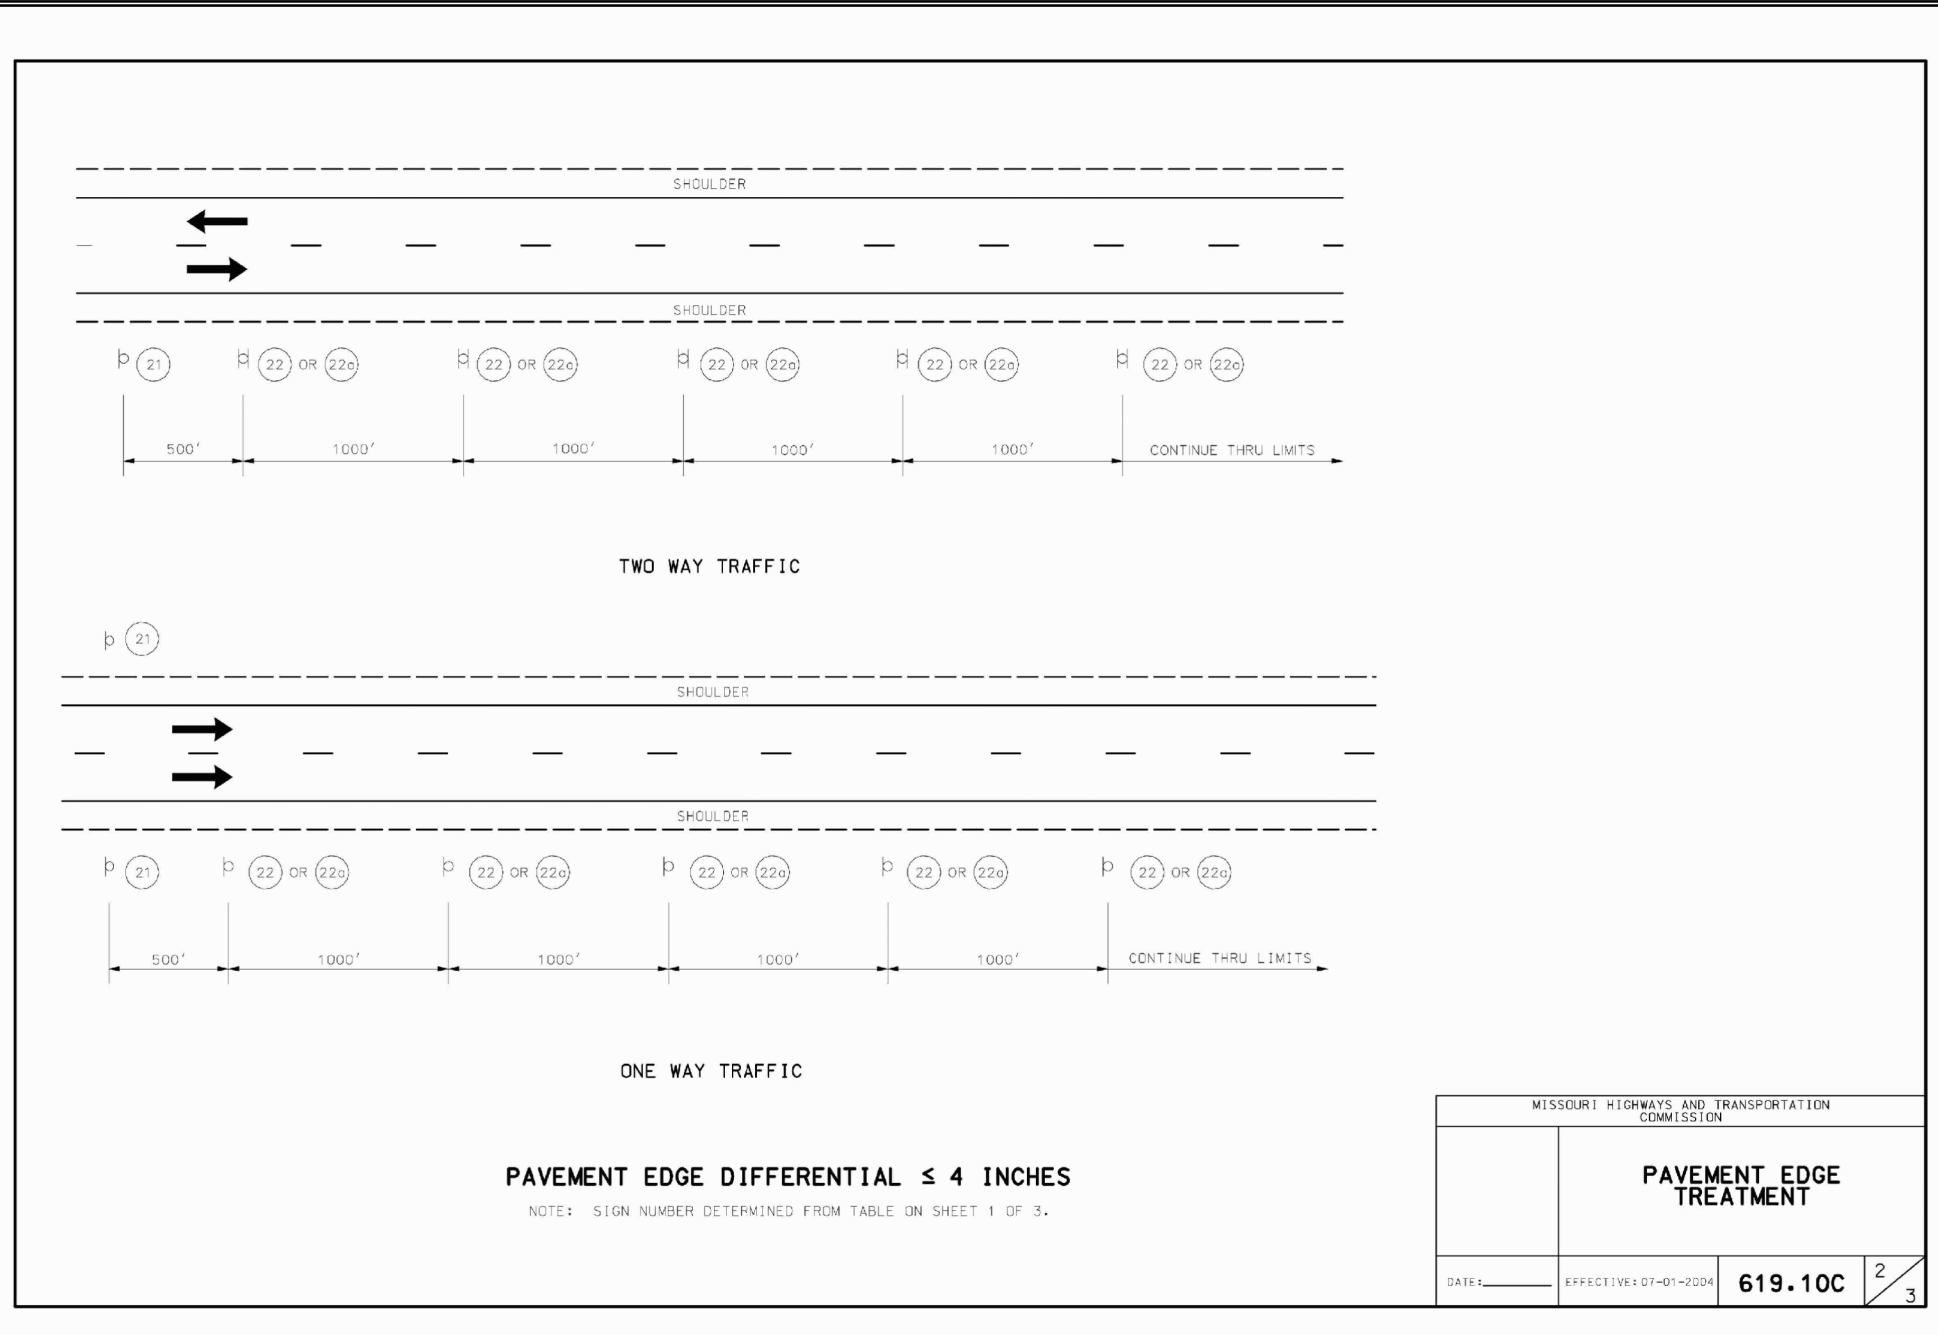 SHOULDER
SHOULDER
21 22 OR 22a 22 OR 22a 22 OR 22a 22 OR 22a 22 OR 22a
500' 1000' 1000' 1000' 1000' CONTINUE THRU LIMITS
TWO WAY TRAFFIC
21
SHOULDER
SHOULDER
21 22 OR 22a 22 OR 22a 22 OR 22a 22 OR 22a 22 OR 22a
500' 1000' 1000' 1000' 1000' CONTINUE THRU LIMITS
ONE WAY TRAFFIC
PAVEMENT EDGE DIFFERENTIAL ≤ 4 INCHES
NOTE: SIGN NUMBER DETERMINED FROM TABLE ON SHEET 1 OF 3.
MISSOURI HIGHWAYS AND TRANSPORTATION
COMMISSION
PAVEMENT EDGE
TREATMENT
DATE: EFFECTIVE: 07-01-2004 619.10C 2/3